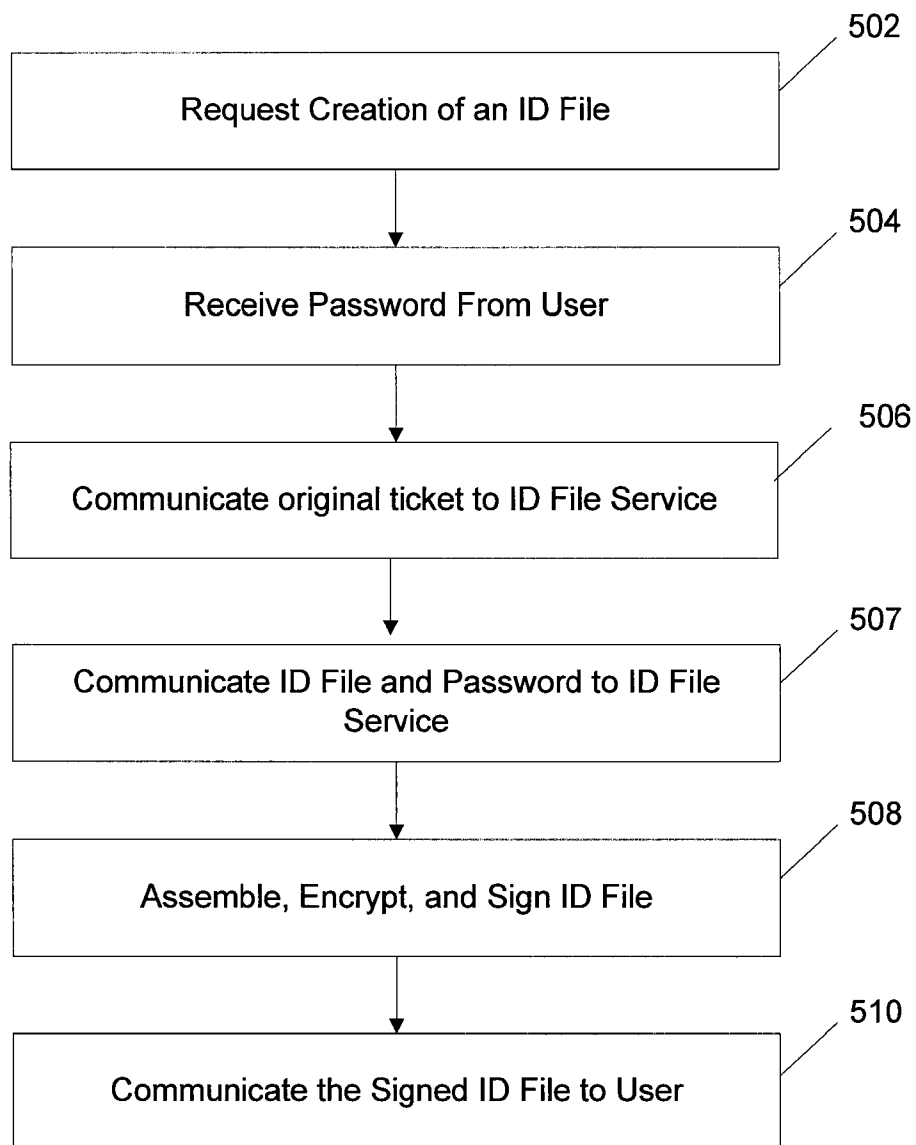 502
Request Creation of an ID File
504
Receive Password From User
506
Communicate original ticket to ID File Service
507
Communicate ID File and Password to ID File
Service
508
Assemble, Encrypt, and Sign ID File
510
Communicate the Signed ID File to User